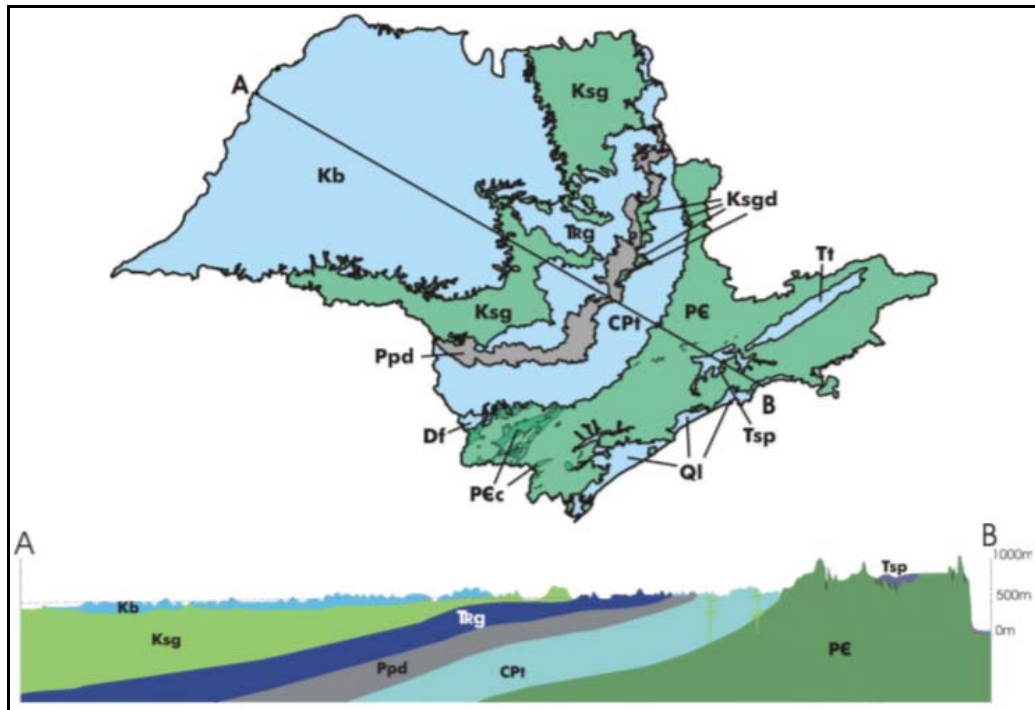 Ksg
A
Kb
Ksgd
TRg
Tt
Ksg
CPt
PЄ
Ppd
B
Df
Tsp
Ql
PЄc
A
B
1000m
Tsp
Kb
500m
TRg
Ksg
0m
Ppd
CPt
PЄ